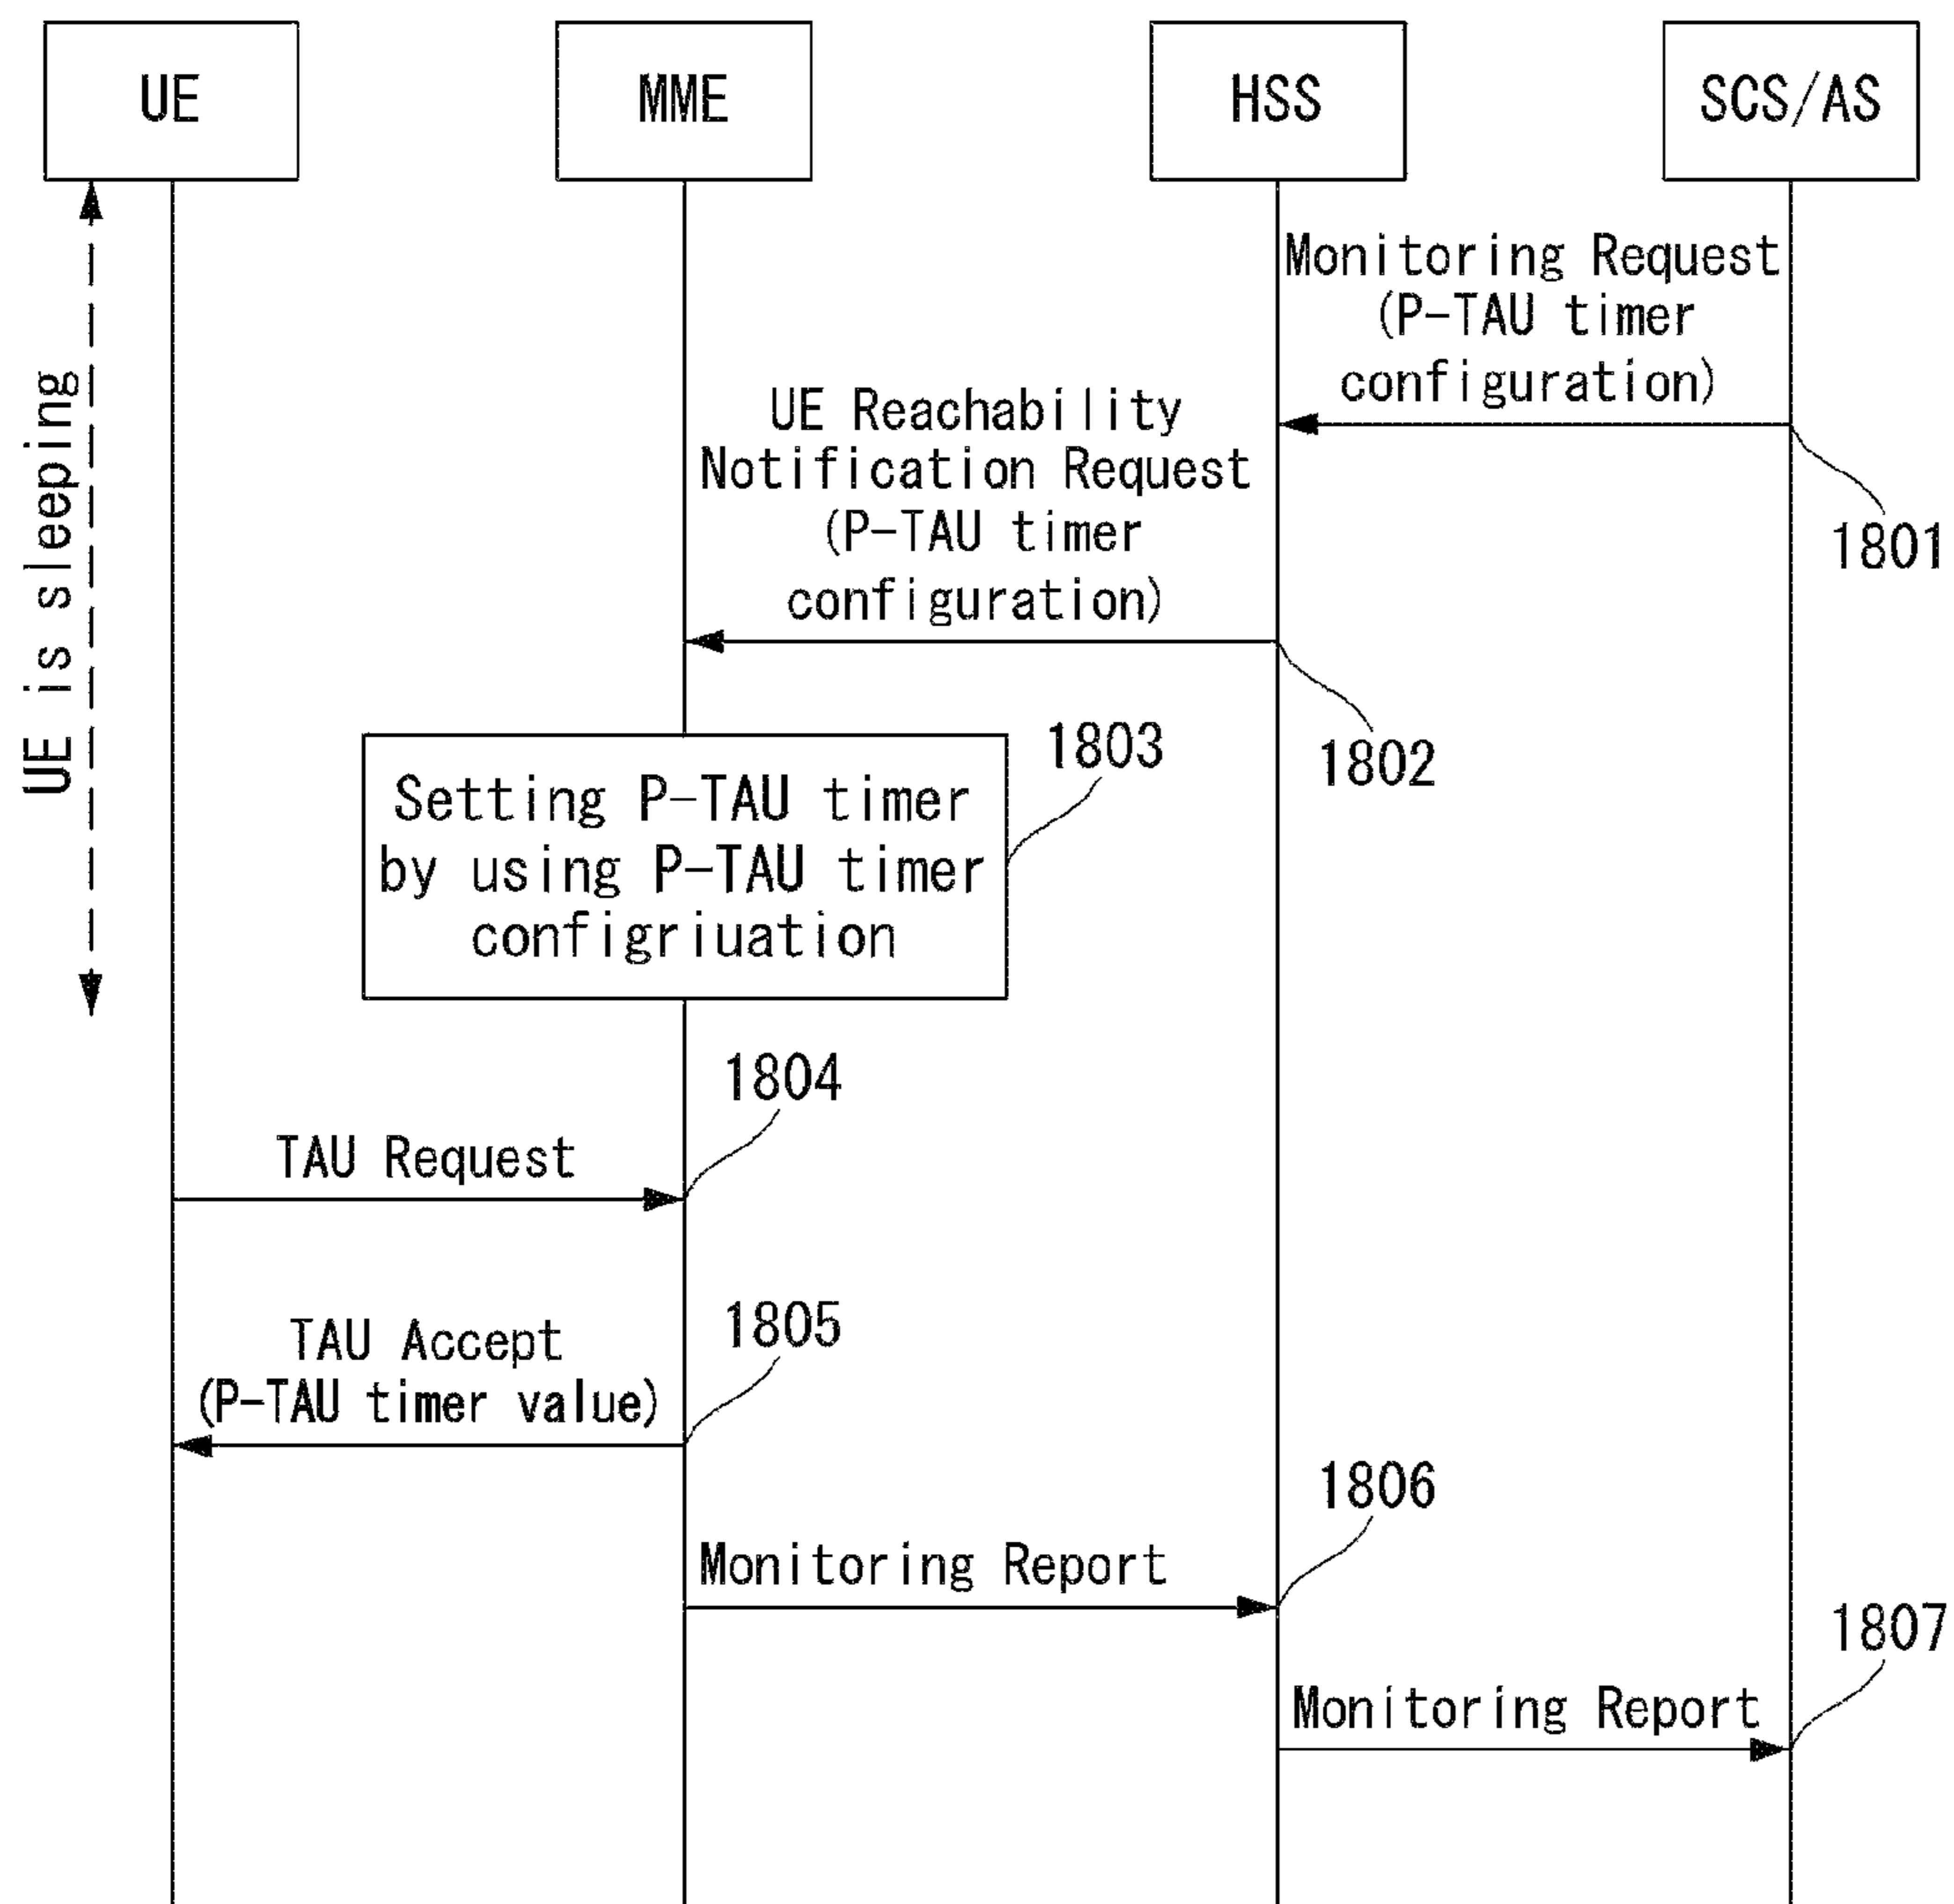 UE
MME
HSS
SCS/AS
UE is sleeping
Monitoring Request
(P-TAU timer
configuration)
1801
UE Reachability
Notification Request
(P-TAU timer
configuration)
1802
1803
Setting P-TAU timer
by using P-TAU timer
configriuation
1804
TAU Request
1805
TAU Accept
(P-TAU timer value)
1806
Monitoring Report
1807
Monitoring Report